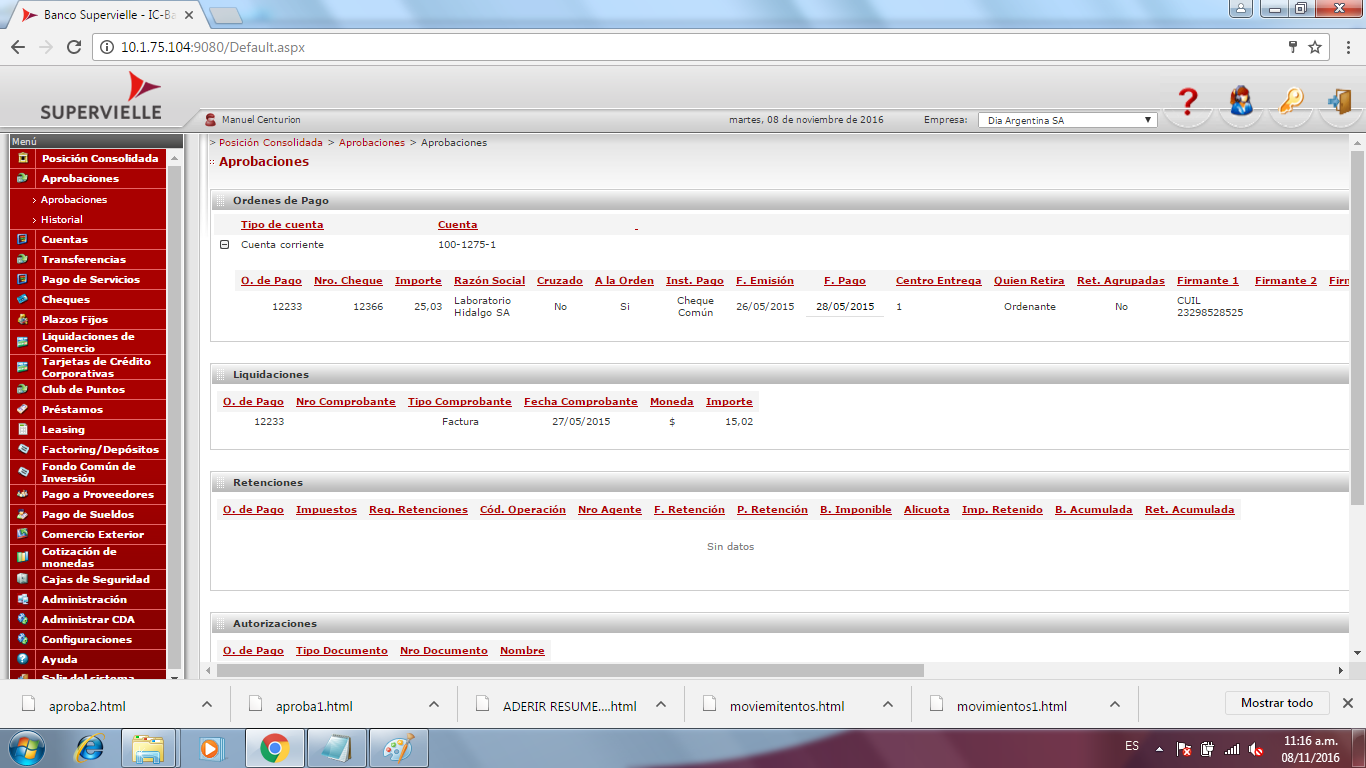 Banco Supervielle - IC-Ba
10.1.75.104:9080/Default.aspx
SUPERVIELLE
Manuel Centurion
martes, 08 de noviembre de 2016
Empresa:
Dia Argentina SA
Menú
Posición Consolidada
Aprobaciones
› Aprobaciones
› Historial
Cuentas
Transferencias
Pago de Servicios
Cheques
Plazos Fijos
Liquidaciones de
Comercio
Tarjetas de Crédito
Corporativas
Club de Puntos
Préstamos
Leasing
Factoring/Depósitos
Fondo Común de
Inversión
Pago a Proveedores
Pago de Sueldos
Comercio Exterior
Cotización de
monedas
Cajas de Seguridad
Administración
Administrar CDA
Configuraciones
Ayuda
Salir del sistema
> Posición Consolidada > Aprobaciones > Aprobaciones
:: Aprobaciones
Ordenes de Pago
Tipo de cuenta Cuenta
Cuenta corriente 100-1275-1
O. de Pago Nro. Cheque Importe Razón Social Cruzado A la Orden Inst. Pago F. Emisión F. Pago Centro Entrega Quien Retira Ret. Agrupadas Firmante 1 Firmante 2 Firm
12233 12366 25,03 Laboratorio Hidalgo SA No Si Cheque Común 26/05/2015 28/05/2015 1 Ordenante No CUIL 23298528525
Liquidaciones
O. de Pago Nro Comprobante Tipo Comprobante Fecha Comprobante Moneda Importe
12233 Factura 27/05/2015 $ 15,02
Retenciones
O. de Pago Impuestos Reg. Retenciones Cód. Operación Nro Agente F. Retención P. Retención B. Imponible Alicuota Imp. Retenido B. Acumulada Ret. Acumulada
Sin datos
Autorizaciones
O. de Pago Tipo Documento Nro Documento Nombre
aproba2.html
aproba1.html
ADERIR RESUME....html
moviemitentos.html
movimientos1.html
Mostrar todo
ES
11:16 a.m.
08/11/2016